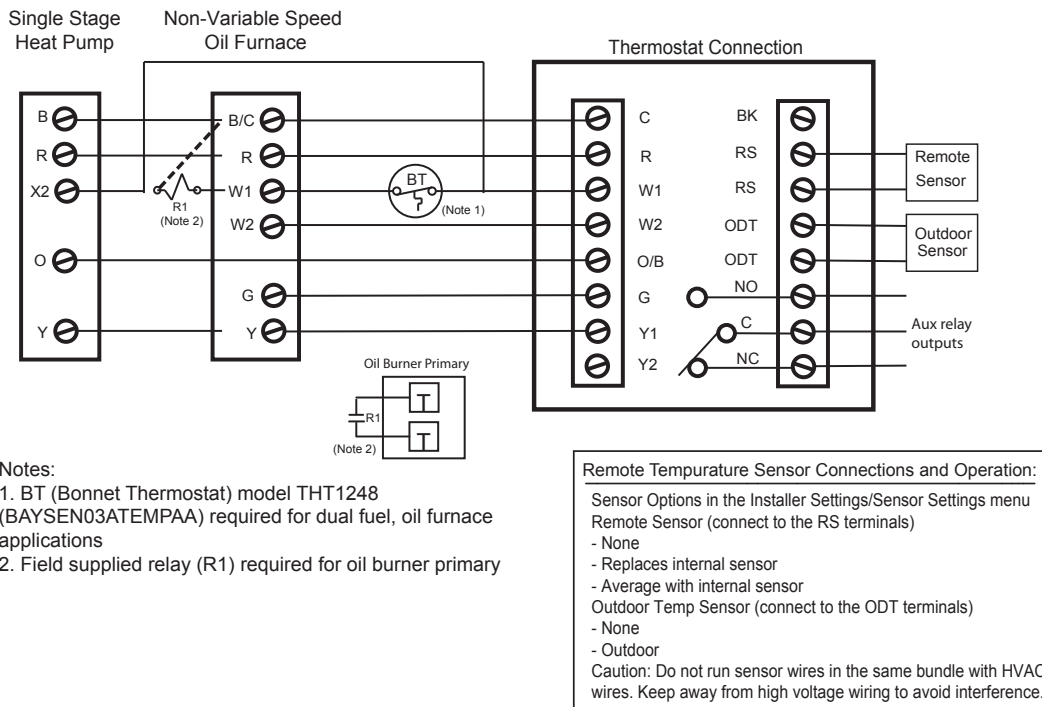 Single Stage
Heat Pump
Non-Variable Speed
Oil Furnace
Thermostat Connection
B
R
X2
O
Y
B/C
R
W1
W2
G
Y
R1
(Note 2)
BT
(Note 1)
C
R
W1
W2
O/B
G
Y1
Y2
BK
RS
RS
ODT
ODT
NO
C
NC
Remote
Sensor
Outdoor
Sensor
Aux relay
outputs
Oil Burner Primary
T
T
R1
(Note 2)
Notes:
1. BT (Bonnet Thermostat) model THT1248
(BAYSEN03ATEMPAA) required for dual fuel, oil furnace
applications
2. Field supplied relay (R1) required for oil burner primary
Remote Tempurature Sensor Connections and Operation:
Sensor Options in the Installer Settings/Sensor Settings menu
Remote Sensor (connect to the RS terminals)
- None
- Replaces internal sensor
- Average with internal sensor
Outdoor Temp Sensor (connect to the ODT terminals)
- None
- Outdoor
Caution: Do not run sensor wires in the same bundle with HVAC
wires. Keep away from high voltage wiring to avoid interference.